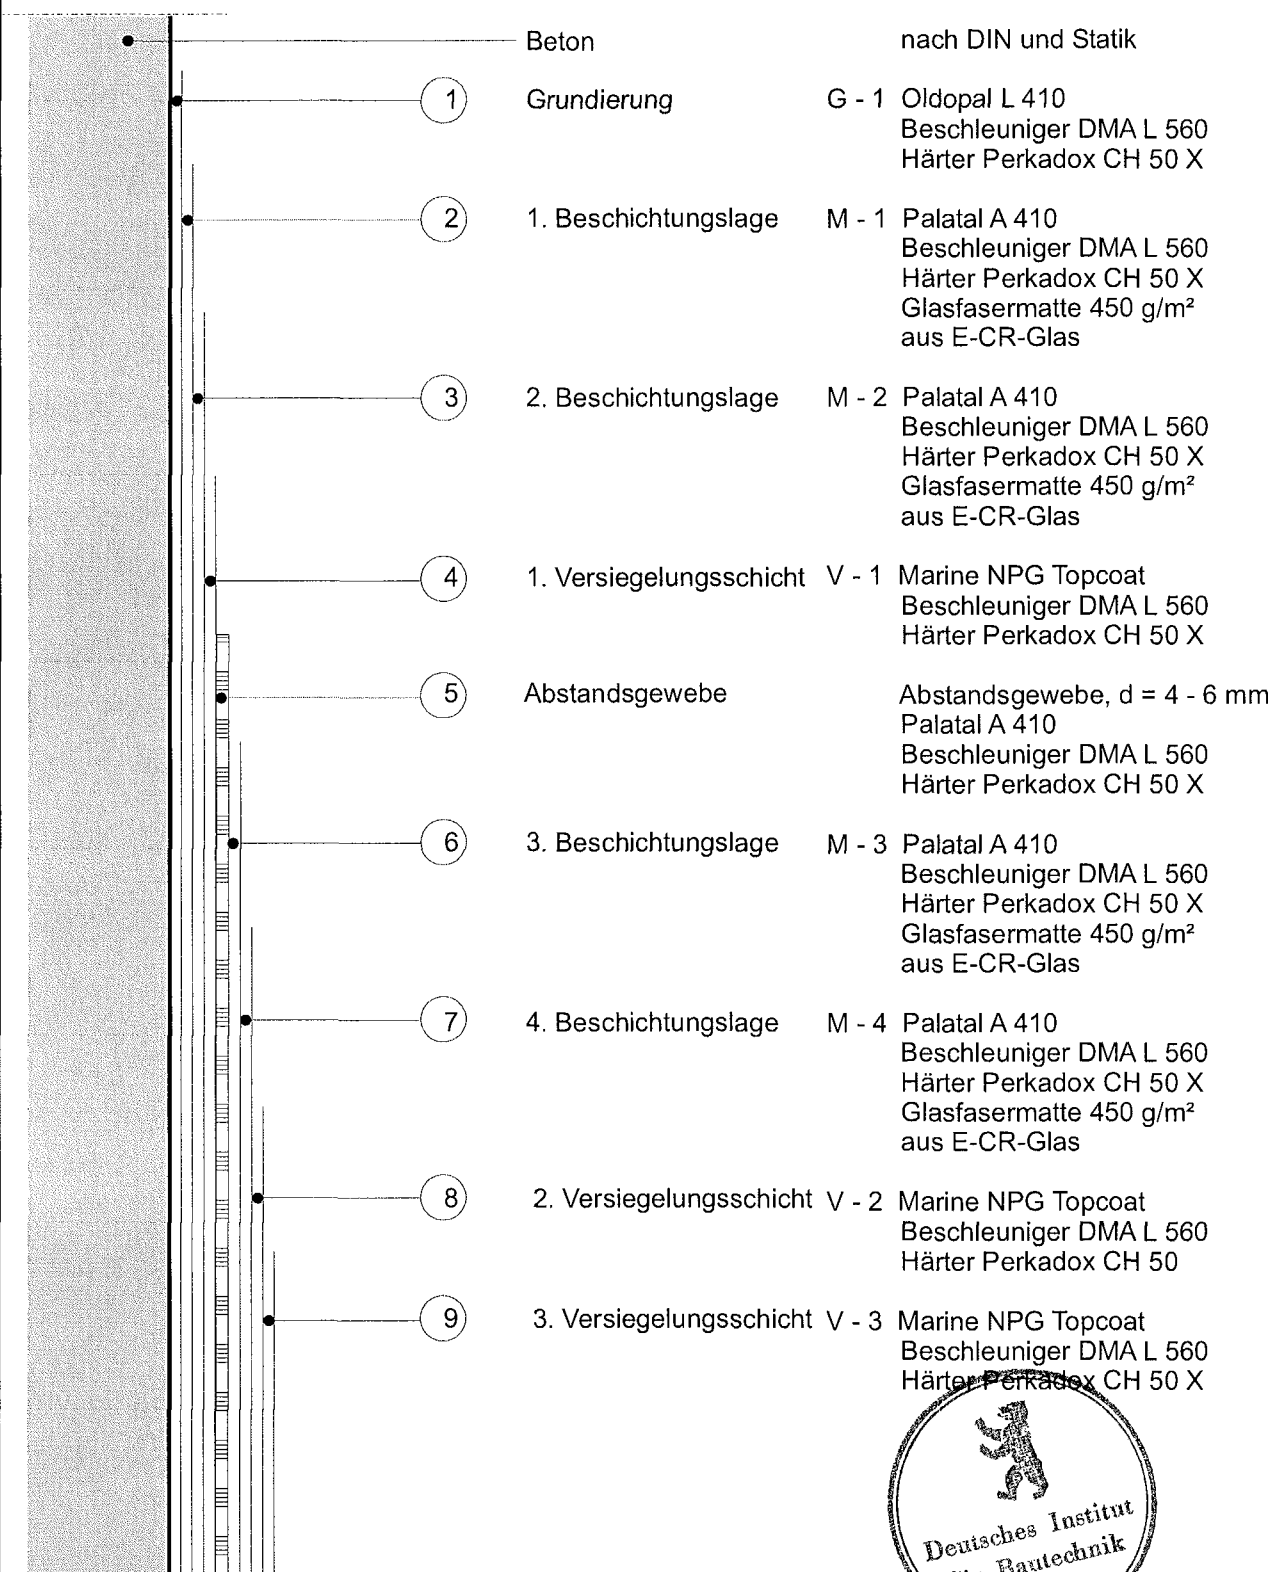 Beton nach DIN und Statik
1 Grundierung G - 1 Oldopal L 410
Beschleuniger DMA L 560
Härter Perkadox CH 50 X
2 1. Beschichtungslage M - 1 Palatal A 410
Beschleuniger DMA L 560
Härter Perkadox CH 50 X
Glasfasermatte 450 g/m²
aus E-CR-Glas
3 2. Beschichtungslage M - 2 Palatal A 410
Beschleuniger DMA L 560
Härter Perkadox CH 50 X
Glasfasermatte 450 g/m²
aus E-CR-Glas
4 1. Versiegelungsschicht V - 1 Marine NPG Topcoat
Beschleuniger DMA L 560
Härter Perkadox CH 50 X
5 Abstandsgewebe Abstandsgewebe, d = 4 - 6 mm
Palatal A 410
Beschleuniger DMA L 560
Härter Perkadox CH 50 X
6 3. Beschichtungslage M - 3 Palatal A 410
Beschleuniger DMA L 560
Härter Perkadox CH 50 X
Glasfasermatte 450 g/m²
aus E-CR-Glas
7 4. Beschichtungslage M - 4 Palatal A 410
Beschleuniger DMA L 560
Härter Perkadox CH 50 X
Glasfasermatte 450 g/m²
aus E-CR-Glas
8 2. Versiegelungsschicht V - 2 Marine NPG Topcoat
Beschleuniger DMA L 560
Härter Perkadox CH 50
9 3. Versiegelungsschicht V - 3 Marine NPG Topcoat
Beschleuniger DMA L 560
Härter Perkadox CH 50 X
Deutsches Institut
Bautechnik